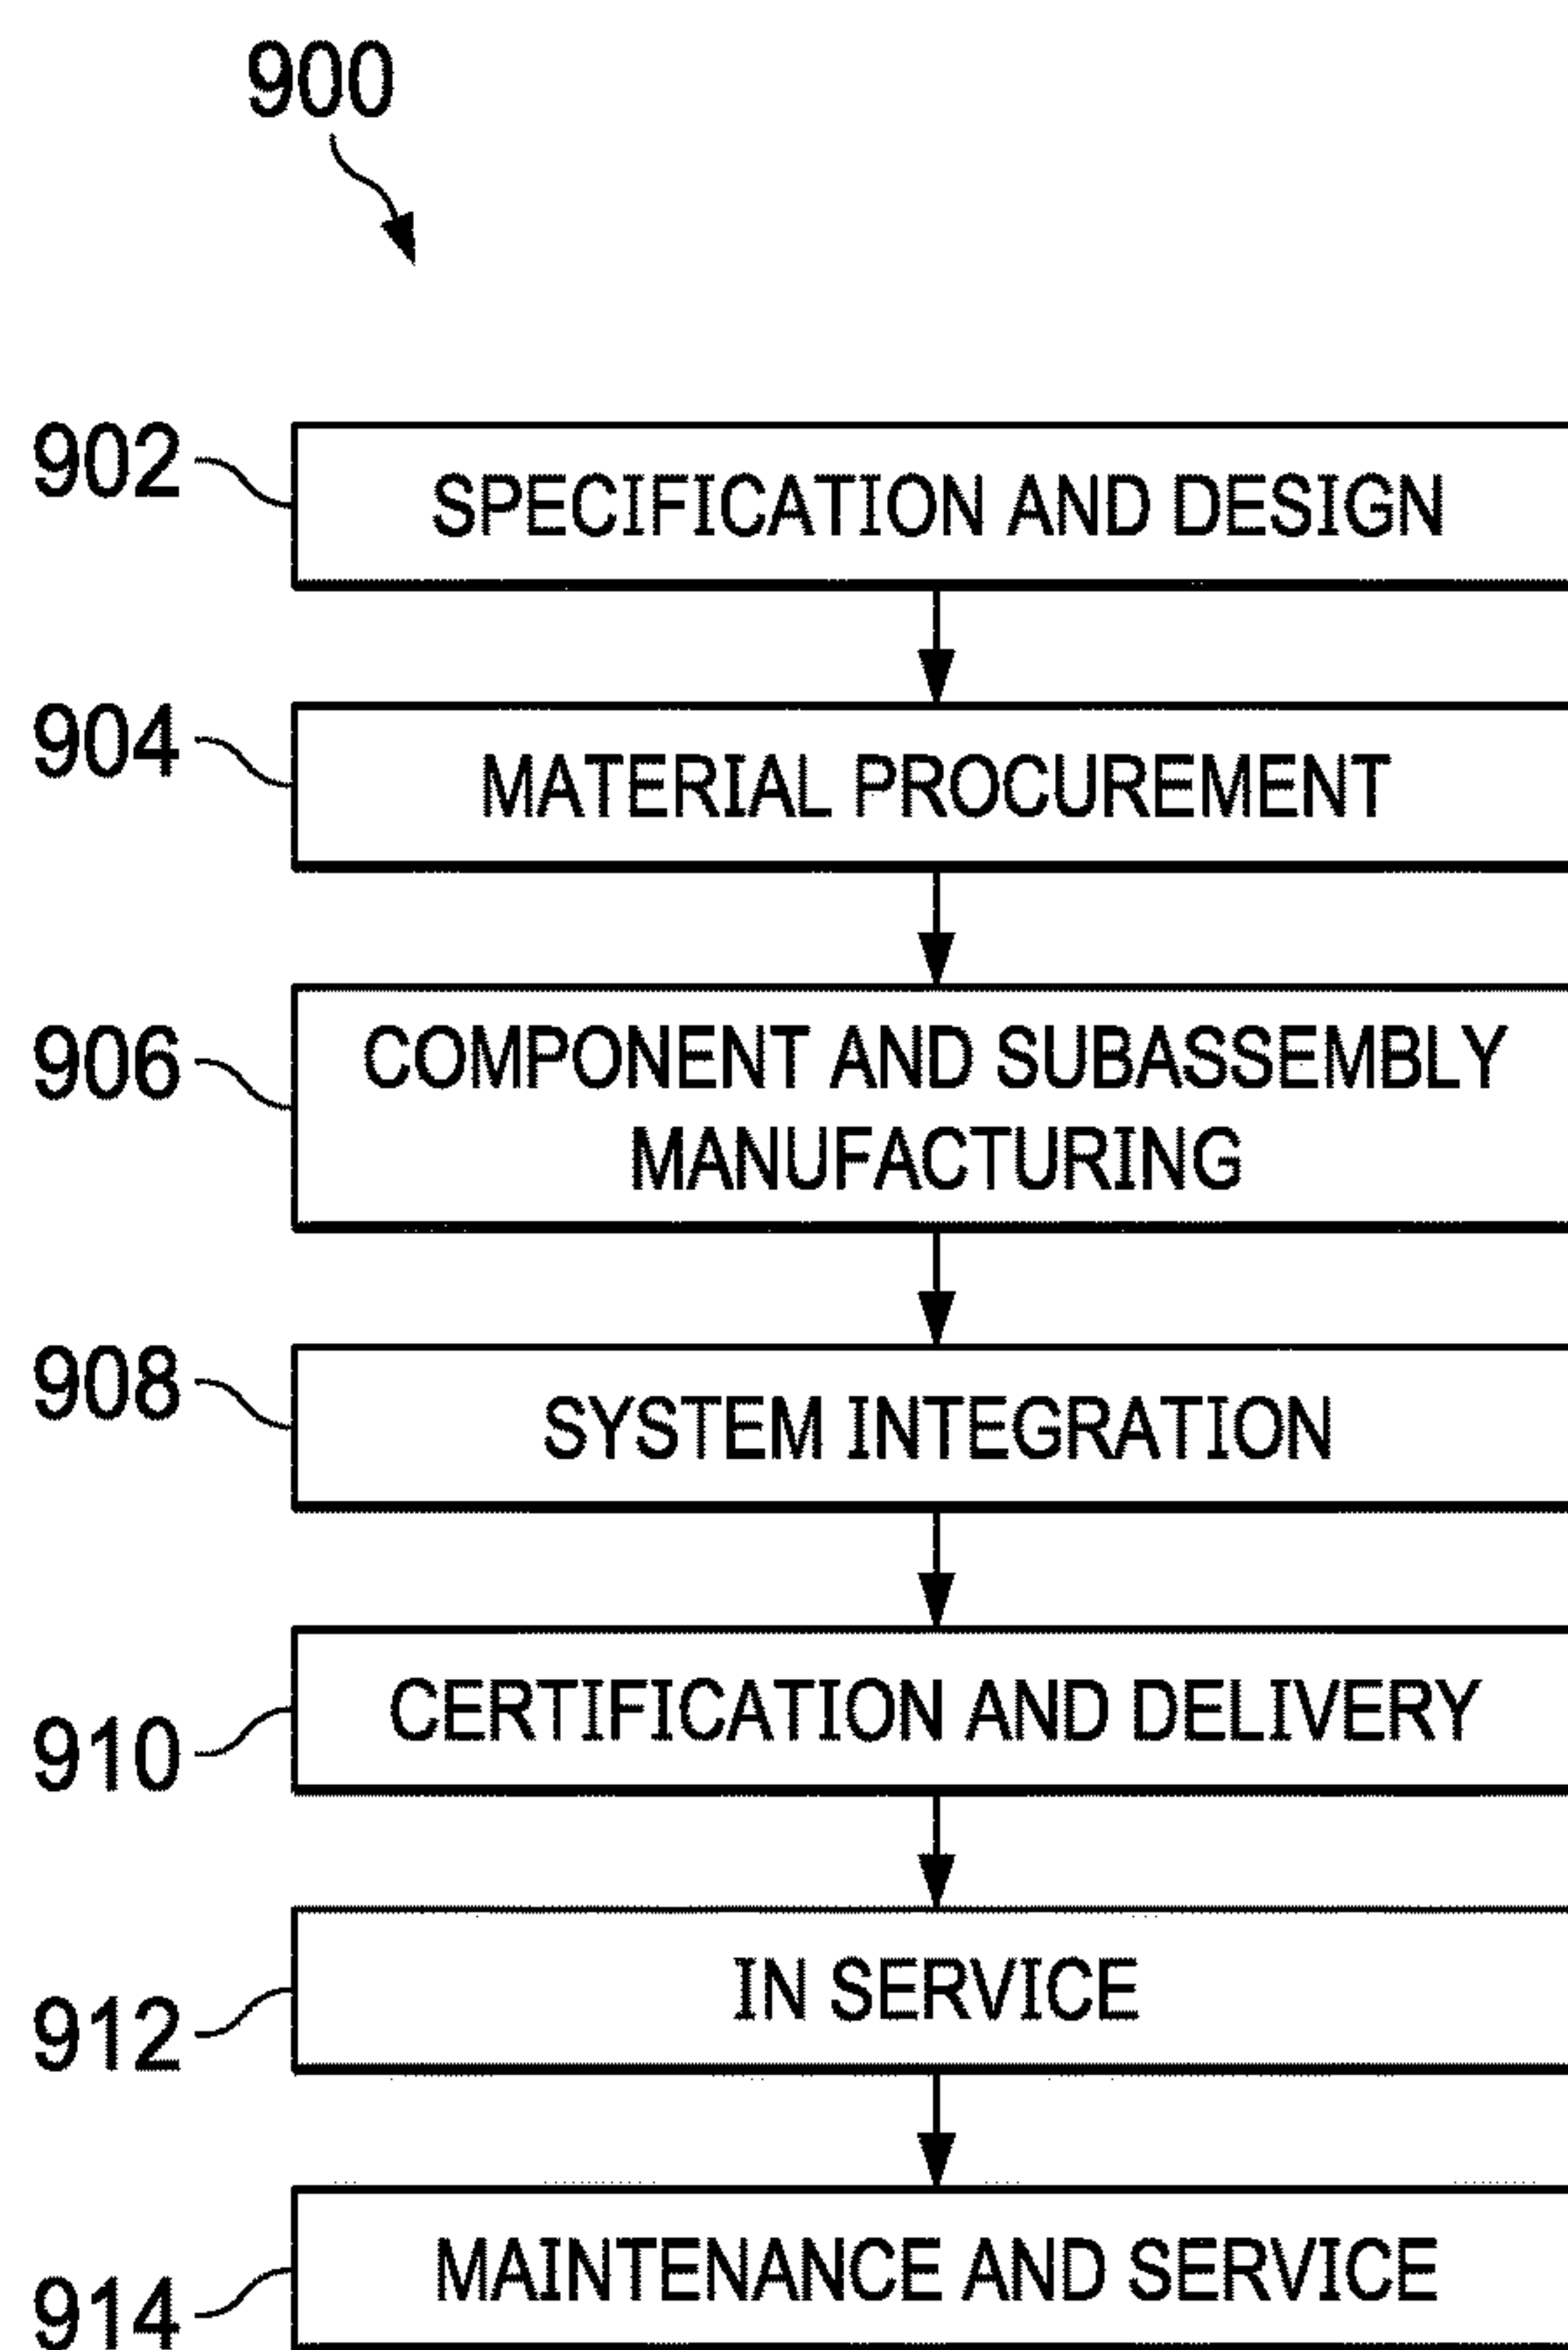 900
902
SPECIFICATION AND DESIGN
904
MATERIAL PROCUREMENT
906
COMPONENT AND SUBASSEMBLY
MANUFACTURING
908
SYSTEM INTEGRATION
910
CERTIFICATION AND DELIVERY
912
IN SERVICE
914
MAINTENANCE AND SERVICE